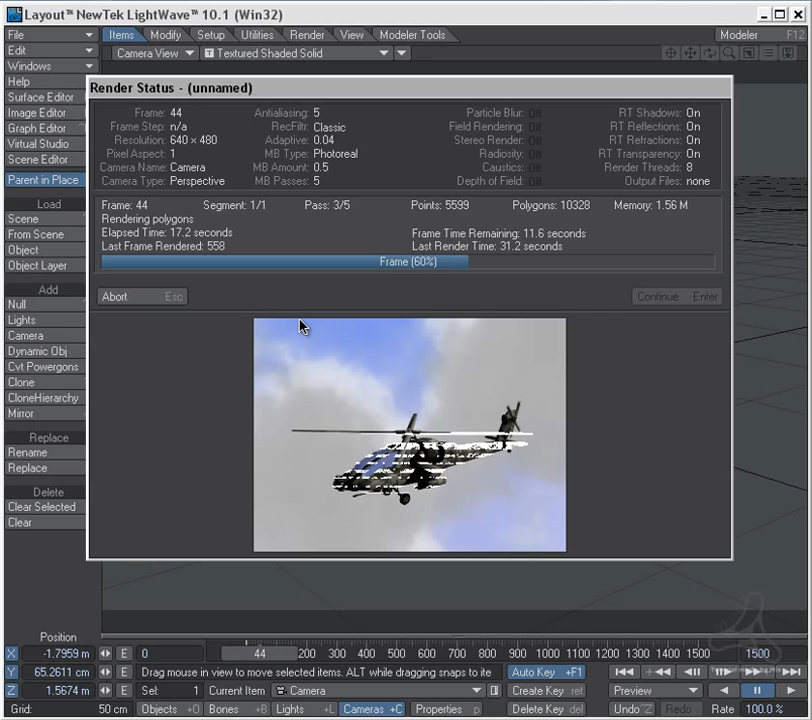 Layout™ NewTek LightWave™ 10.1 (Win32)
File Items Modify Setup Utilities Render View Modeler Tools Modeler F12
Edit Camera View Textured Shaded Solid
Windows
Help
Surface Editor
Image Editor
Graph Editor
Virtual Studio
Scene Editor
Parent in Place
Load
Scene
From Scene
Object
Object Layer
Add
Null
Lights
Camera
Dynamic Obj
Cvt Powergons
Clone
CloneHierarchy
Mirror
Replace
Rename
Replace
Delete
Clear Selected
Clear
Render Status - (unnamed)
Frame: 44 Antialiasing: 5 Particle Blur: Off RT Shadows: On
Frame Step: n/a RecFiltr: Classic Field Rendering: Off RT Reflections: On
Resolution: 640 × 480 Adaptive: 0.04 Stereo Render: Off RT Refractions: On
Pixel Aspect: 1 MB Type: Photoreal Radiosity: Off RT Transparency: On
Camera Name: Camera MB Amount: 0.5 Caustics: Off Render Threads: 8
Camera Type: Perspective MB Passes: 5 Depth of Field: Off Output Files: none
Frame: 44 Segment: 1/1 Pass: 3/5 Points: 5599 Polygons: 10328 Memory: 1.56 M
Rendering polygons
Elapsed Time: 17.2 seconds Frame Time Remaining: 11.6 seconds
Last Frame Rendered: 558 Last Render Time: 31.2 seconds
Frame (60%)
Abort Esc Continue Enter
Position
X -1.7959 m E 0 44 200 300 400 500 600 700 800 900 1000 1100 1200 1300 1400 1500 1500
Y 65.2611 cm E Drag mouse in view to move selected items. ALT while dragging snaps to ite Auto Key +F1
Z 1.5674 m E Sel: 1 Current Item Camera Create Key ret Preview
Grid: 50 cm Objects +O Bones +B Lights +L Cameras +C Properties p Delete Key Del Undo ^Z Redo Rate 100.0 %